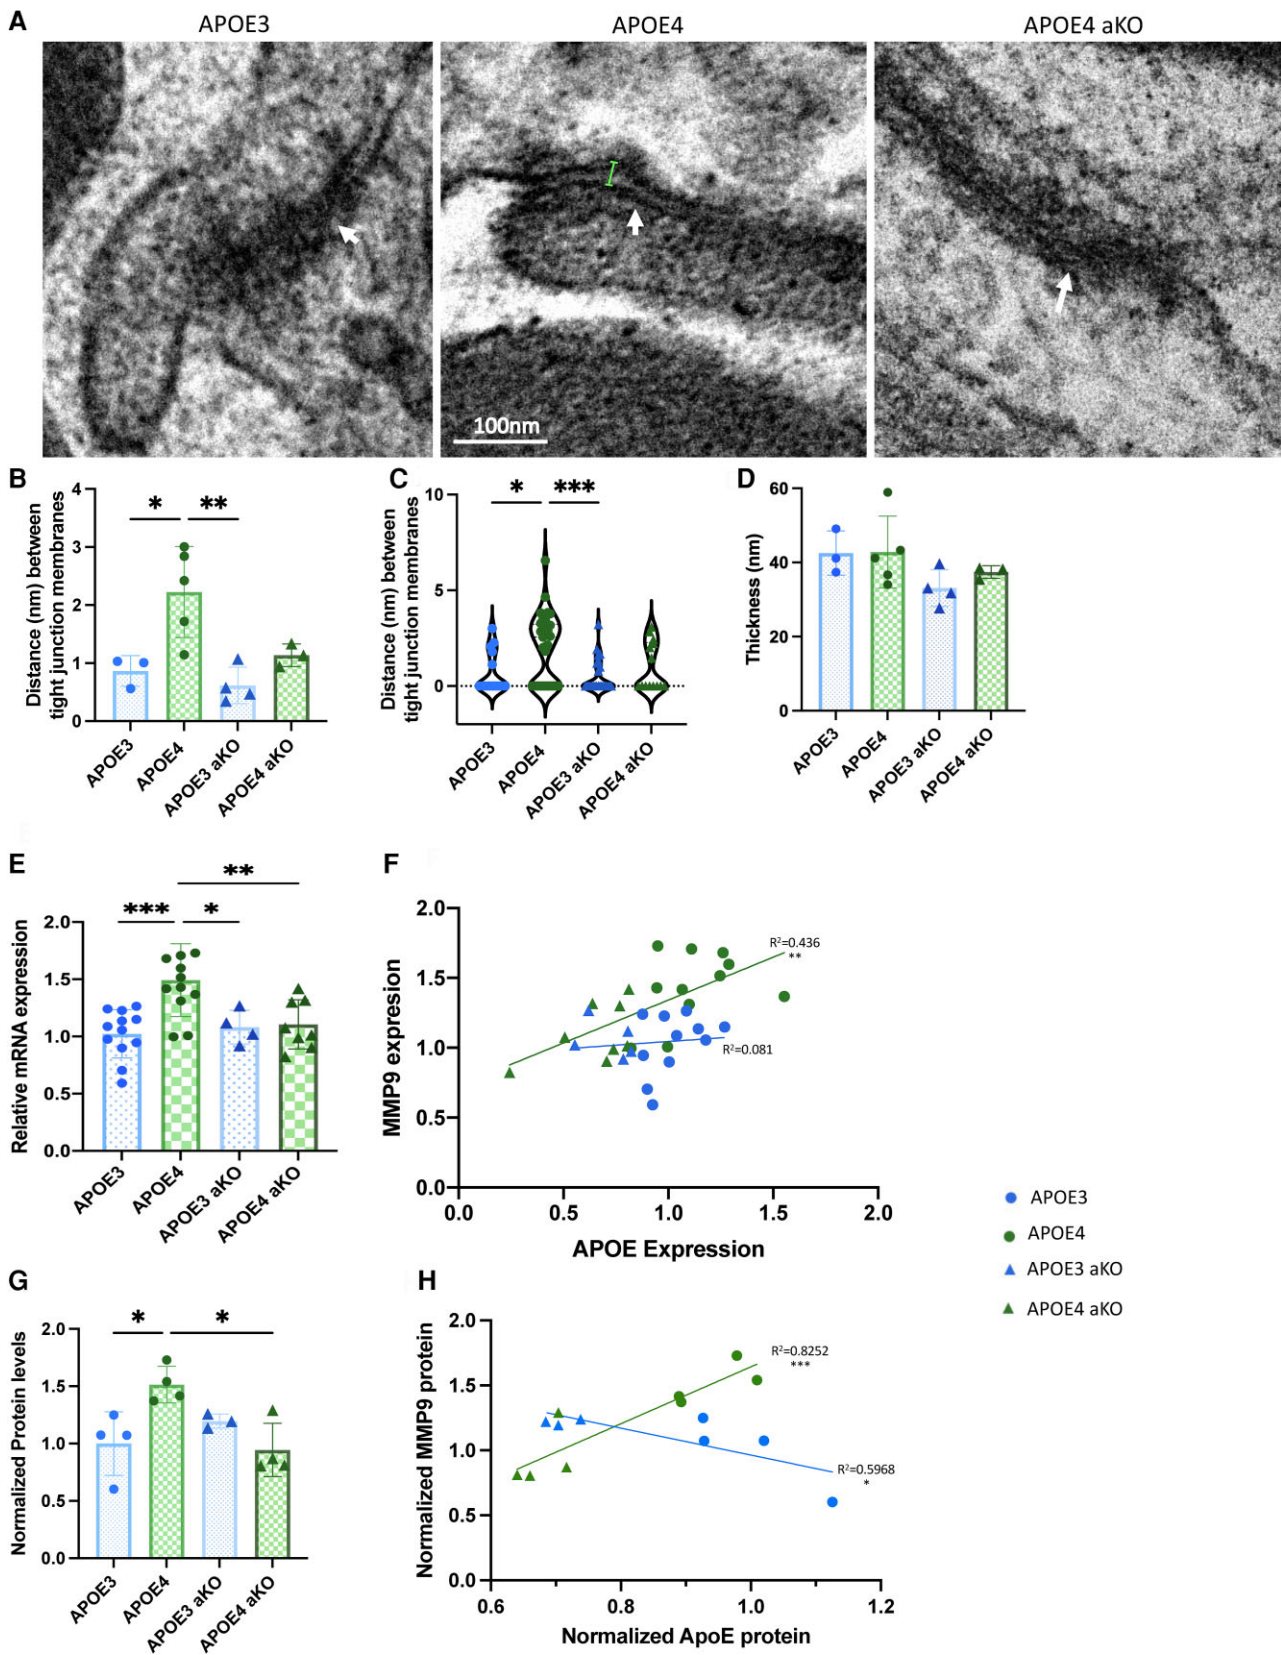 A
APOE3
APOE4
APOE4 aKO
100nm
B
Distance (nm) between
tight junction membranes
4
3
2
1
0
*
**
APOE3
APOE4
APOE3 aKO
APOE4 aKO
C
Distance (nm) between
tight junction membranes
10
5
0
*
***
APOE3
APOE4
APOE3 aKO
APOE4 aKO
D
Thickness (nm)
60
40
20
0
APOE3
APOE4
APOE3 aKO
APOE4 aKO
E
Relative mRNA expression
2.0
1.5
1.0
0.5
0.0
**
***
*
APOE3
APOE4
APOE3 aKO
APOE4 aKO
F
MMP9 expresion
2.0
1.5
1.0
0.5
0.0
R²=0.436
**
R²=0.081
0.0
0.5
1.0
1.5
2.0
APOE Expression
APOE3
APOE4
APOE3 aKO
APOE4 aKO
G
Normalized Protein levels
2.0
1.5
1.0
0.5
0.0
*
*
APOE3
APOE4
APOE3 aKO
APOE4 aKO
H
Normalized MMP9 protein
2.0
1.5
1.0
0.5
0.0
R²=0.8252
***
R²=0.5968
*
0.6
0.8
1.0
1.2
Normalized ApoE protein